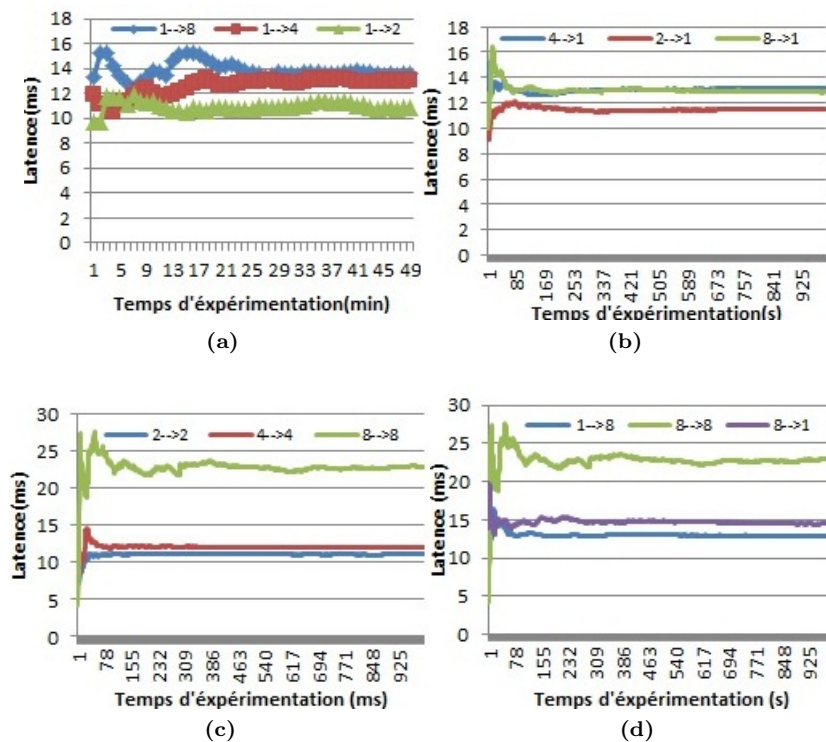 1-->8 1-->4 1-->2
Latence(ms)
18
16
14
12
10
8
6
4
2
0
1 5 9 13 17 21 25 29 33 37 41 45 49
Temps d'éxpérimentation(min)
(a)
4-->1 2-->1 8-->1
Latence(ms)
18
16
14
12
10
8
6
4
2
0
1 85 169 253 337 421 505 589 673 757 841 925
Temps d'éxpérimentation(s)
(b)
2-->2 4-->4 8-->8
Latence(ms)
30
25
20
15
10
5
0
1 78 155 232 309 386 463 540 617 694 771 848 925
Temps d'éxpérimentation (ms)
(c)
1-->8 8-->8 8-->1
Latence (ms)
30
25
20
15
10
5
0
1 78 155 232 309 386 463 540 617 694 771 848 925
Temps d'éxpérimentation (s)
(d)